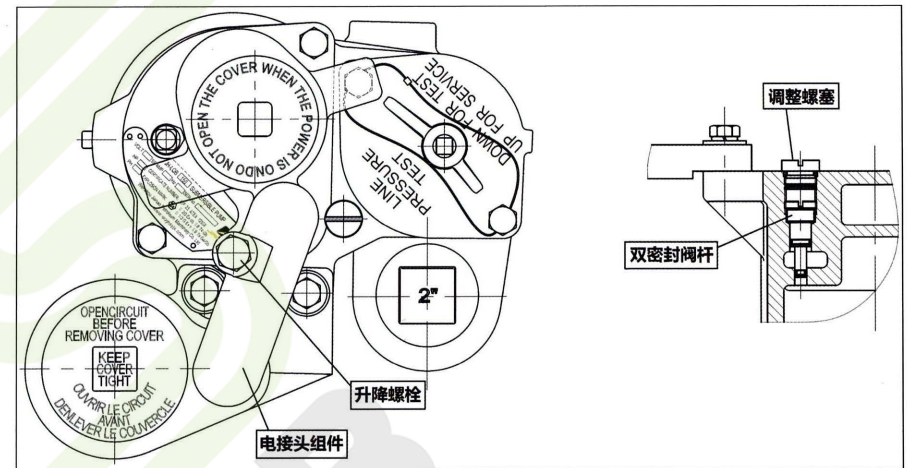 DO NOT OPEN THE COVER WHEN THE POWER IS ON
DOWN FOR TEST
UP FOR SERVICE
LINE
PRESSURE
TEST
2"
OPENCIRCUIT
BEFORE
REMOVING COVER
KEEP
COVER
TIGHT
OUVRIR LE CIRCUIT
AVANT
DENLEVER LE COUVERCLE
升降螺栓
电接头组件
调整螺塞
双密封阀杆